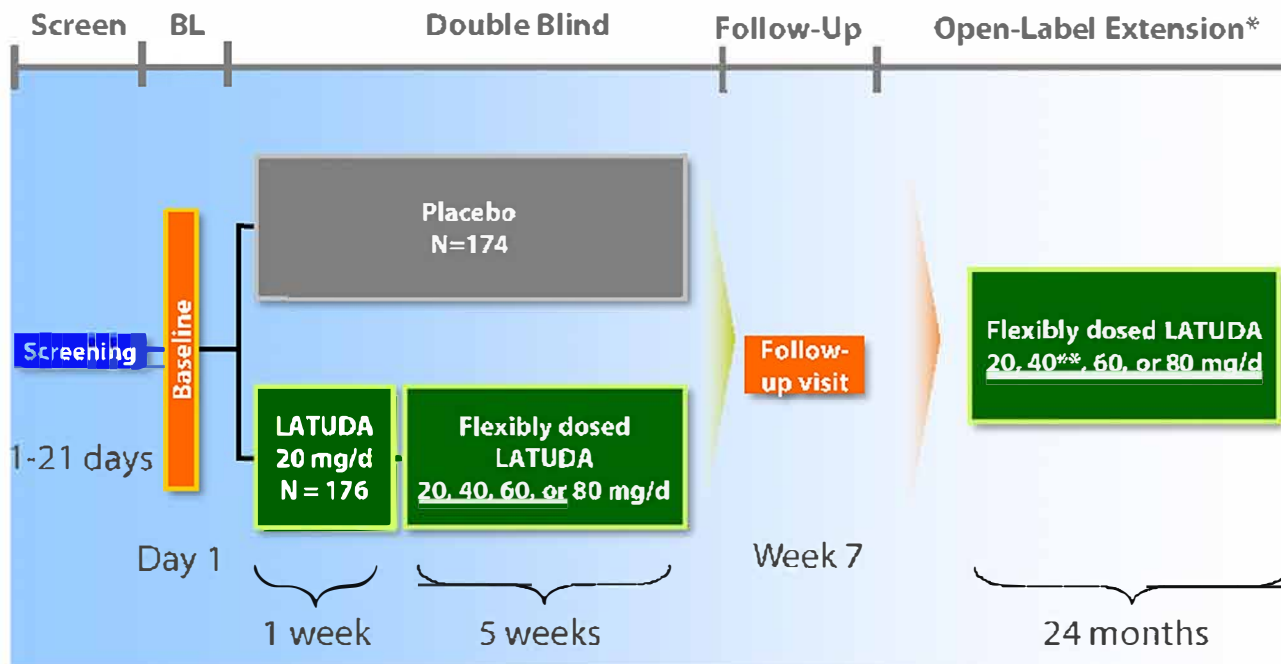 Screen BL Double Blind Follow-Up Open-Label Extension*
Placebo
N=174
Screening
Baseline
Follow-
up visit
Flexibly dosed LATUDA
20, 40**, 60, or 80 mg/d
LATUDA
20 mg/d
N = 176
Flexibly dosed
LATUDA
20, 40, 60, or 80 mg/d
1-21 days
Day 1
Week 7
1 week
5 weeks
24 months